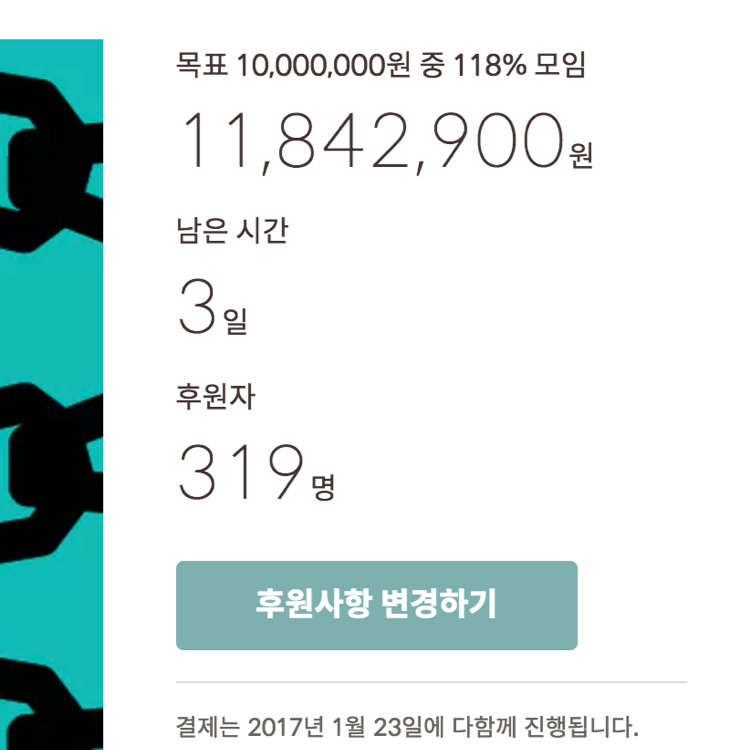 목표 10,000,000원 중 118% 모임
11,842,900원
남은 시간
3일
후원자
319명
후원사항 변경하기
결제는 2017년 1월 23일에 다함께 진행됩니다.